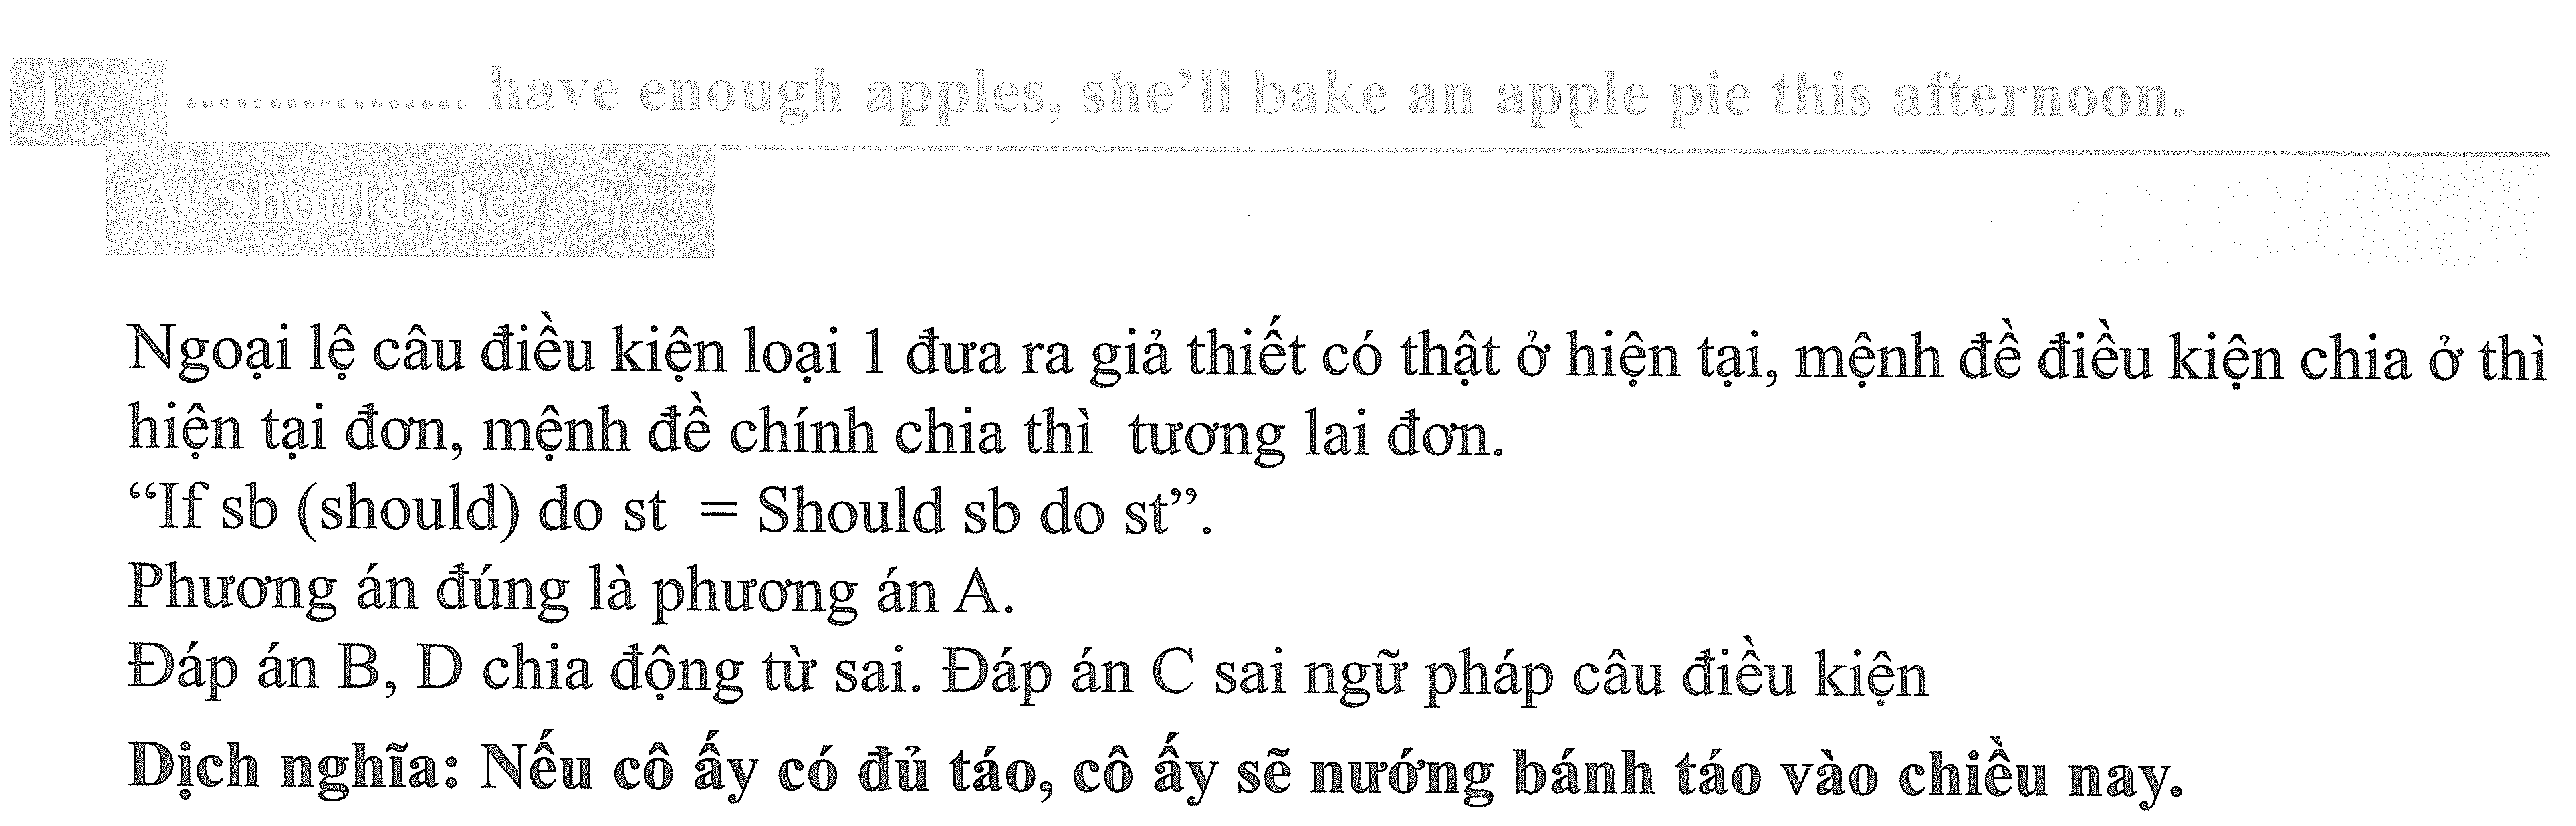 1 ................. have enough apples, she'll bake an apple pie this afternoon.
A. Should she
Ngoại lệ câu điều kiện loại 1 đưa ra giả thiết có thật ở hiện tại, mệnh đề điều kiện chia ở thì
hiện tại đơn, mệnh đề chính chia thì tương lai đơn.
“If sb (should) do st = Should sb do st”.
Phương án đúng là phương án A.
Đáp án B, D chia động từ sai. Đáp án C sai ngữ pháp câu điều kiện
Dịch nghĩa: Nếu cô ấy có đủ táo, cô ấy sẽ nướng bánh táo vào chiều nay.